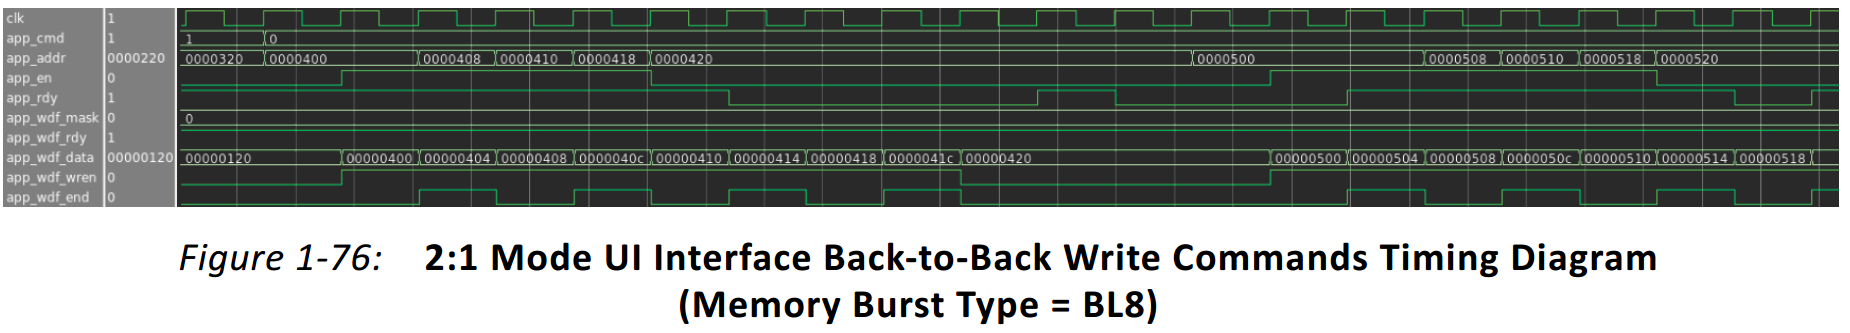 clk 1
app_cmd 1 1 0
app_addr 0000220 0000320 0000400 0000408 0000410 0000418 0000420 0000500 0000508 0000510 0000518 0000520
app_en 0
app_rdy 1
app_wdf_mask 0 0
app_wdf_rdy 1
app_wdf_data 00000120 00000120 00000400 00000404 00000408 0000040c 00000410 00000414 00000418 0000041c 00000420 00000500 00000504 00000508 0000050c 00000510 00000514 00000518
app_wdf_wren 0
app_wdf_end 0
Figure 1-76: 2:1 Mode UI Interface Back-to-Back Write Commands Timing Diagram
(Memory Burst Type = BL8)